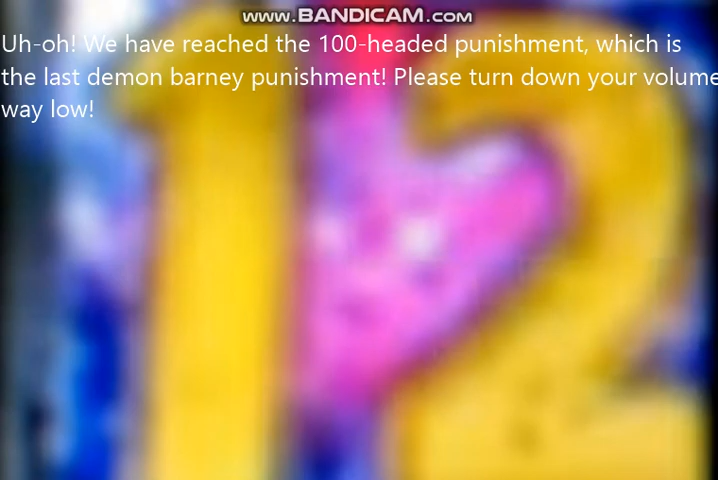 www.BANDICAM.com
Uh-oh! We have reached the 100-headed punishment, which is
the last demon barney punishment! Please turn down your volume
way low!
12